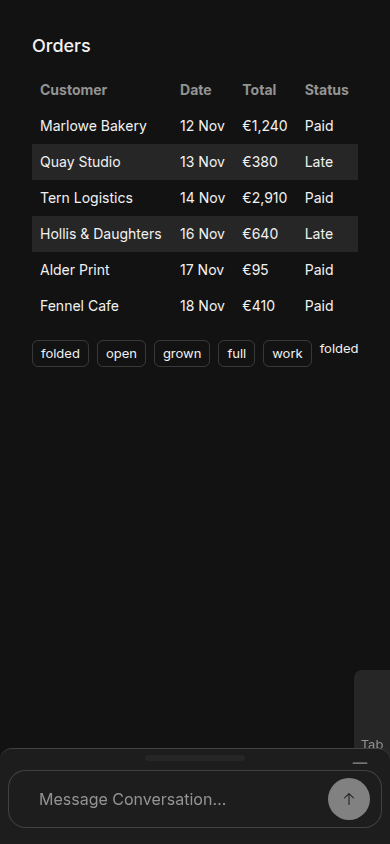 Orders
Customer Date Total Status
Marlowe Bakery 12 Nov €1,240 Paid
Quay Studio 13 Nov €380 Late
Tern Logistics 14 Nov €2,910 Paid
Hollis & Daughters 16 Nov €640 Late
Alder Print 17 Nov €95 Paid
Fennel Cafe 18 Nov €410 Paid
folded open grown full work folded
Tab
Message Conversation...